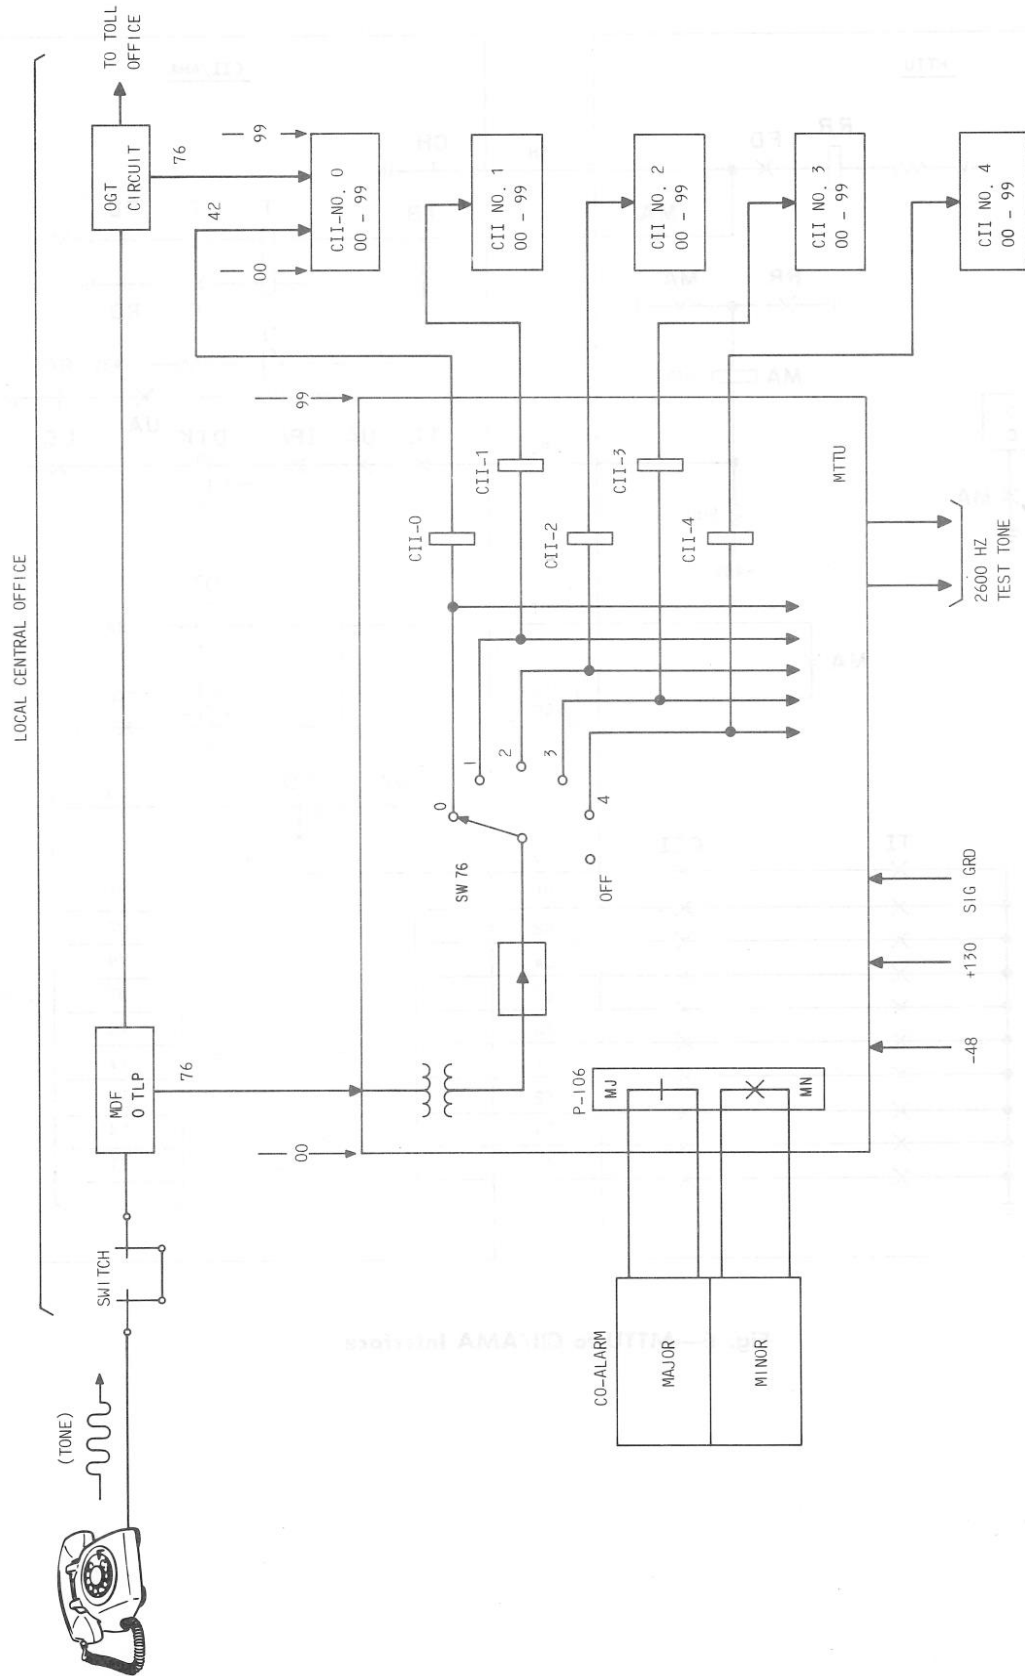 LOCAL CENTRAL OFFICE
(TONE)
SWITCH
MDF
0 TLP
OGT
CIRCUIT
TO TOLL
OFFICE
76
76
42
00
99
00
99
CII-NO. 0
00 - 99
CII NO. 1
00 - 99
CII NO. 2
00 - 99
CII NO. 3
00 - 99
CII NO. 4
00 - 99
CII-0
CII-1
CII-2
CII-3
CII-4
SW 76
0
1
2
3
4
OFF
P-106
MJ
MN
CO-ALARM
MAJOR
MINOR
MTTU
-48
+130
SIG GRD
2600 HZ
TEST TONE